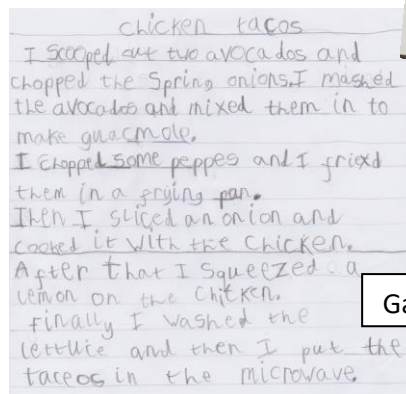 chicken tacos
I scooped out two avocados and
chopped the Spring onions. I mashed
the avocados and mixed them in to
make guacmole.
I chopped some peppes and I friexd
them in a frying pan.
Then I sliced an onion and
cooked it with the chicken.
After that I squeezed a
lemon on the chicken.
Finally I washed the
Ga
lettuce and then I put the
taceos in the microwave.